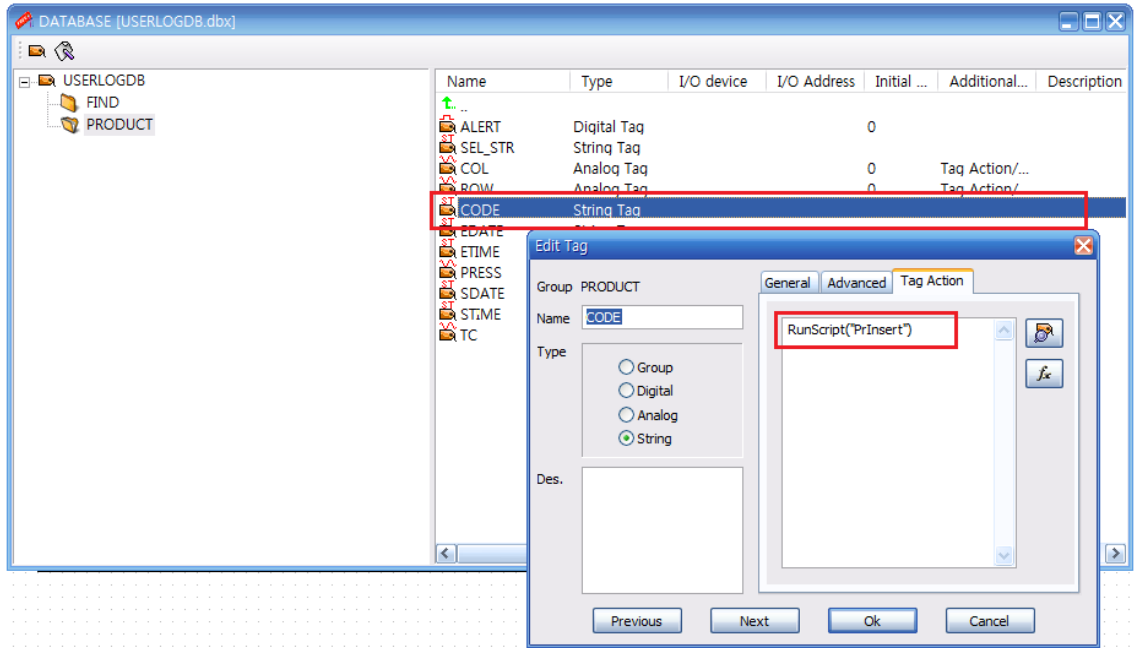 DATABASE [USERLOGDB.dbx]
USERLOGDB
FIND
PRODUCT
Name Type I/O device I/O Address Initial ... Additional... Description
..
ALERT Digital Tag 0
SEL_STR String Tag
COL Analog Tag 0 Tag Action/...
ROW Analog Tag 0 Tag Action/
CODE String Tag
EDATE
ETIME
PRESS
SDATE
STIME
TC
Edit Tag
Group PRODUCT
Name CODE
Type
Group
Digital
Analog
String
Des.
General Advanced Tag Action
RunScript("PrInsert")
fx
Previous Next Ok Cancel